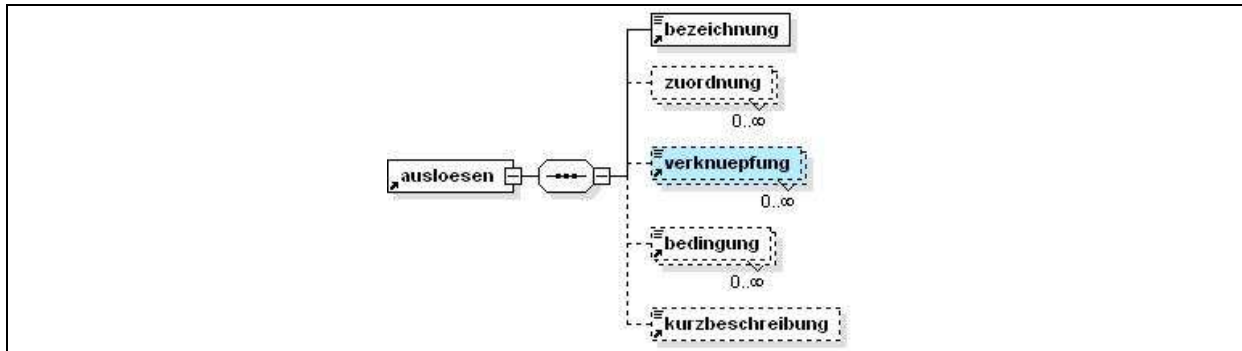 bezeichnung
zuordnung
0..∞
verknuepfung
0..∞
ausloesen
bedingung
0..∞
kurzbeschreibung